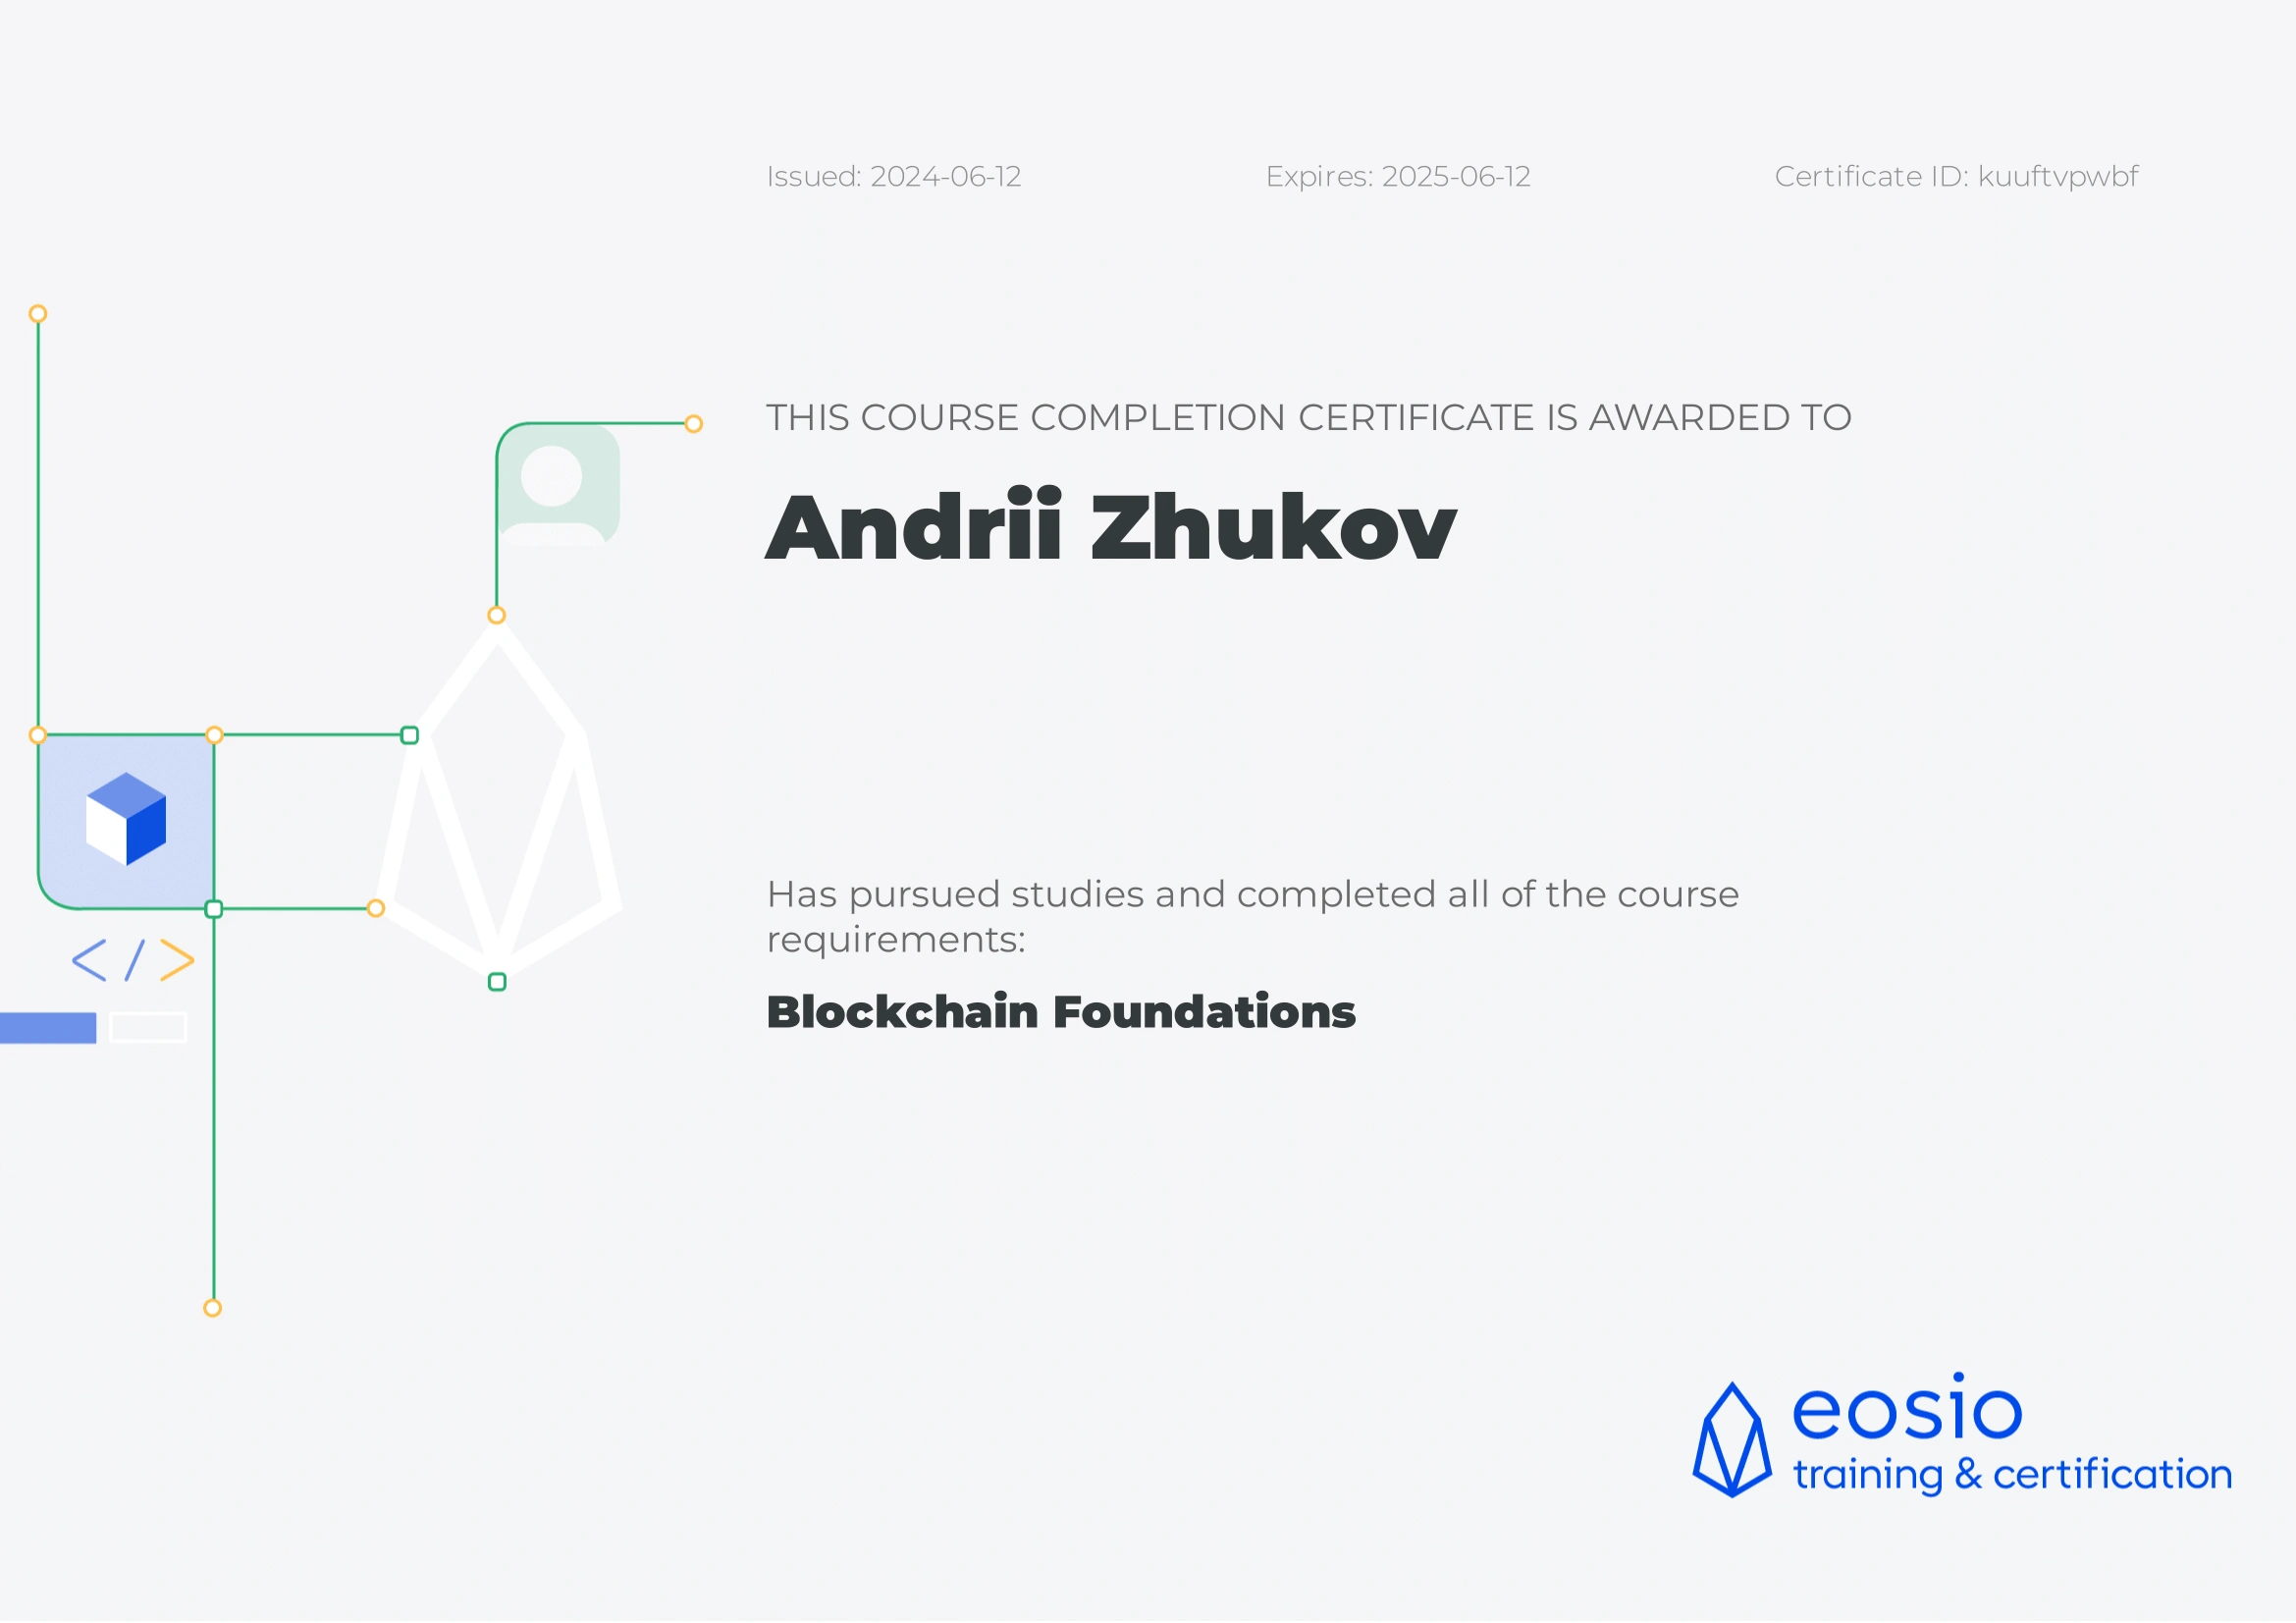 Issued: 2024-06-12
Expires: 2025-06-12
Certificate ID: kuuftvpwbf
THIS COURSE COMPLETION CERTIFICATE IS AWARDED TO
Andrii Zhukov
Has pursued studies and completed all of the course
requirements:
Blockchain Foundations
</>
eosio
training & certification